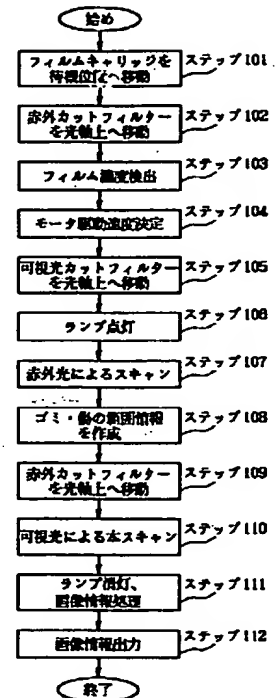 始め
フィルムキャリッジを
待機位置へ移動
ステップ101
赤外カットフィルター
を光軸上へ移動
ステップ102
フィルム濃度検出
ステップ103
モータ駆動速度決定
ステップ104
可視光カットフィルター
を光軸上へ移動
ステップ105
ランプ点灯
ステップ106
赤外光によるスキャン
ステップ107
ゴミ・傷の範囲情報
を作成
ステップ108
赤外カットフィルター
を光軸上へ移動
ステップ109
可視光による本スキャン
ステップ110
ランプ消灯、
画像情報処理
ステップ111
画像情報出力
ステップ112
終了